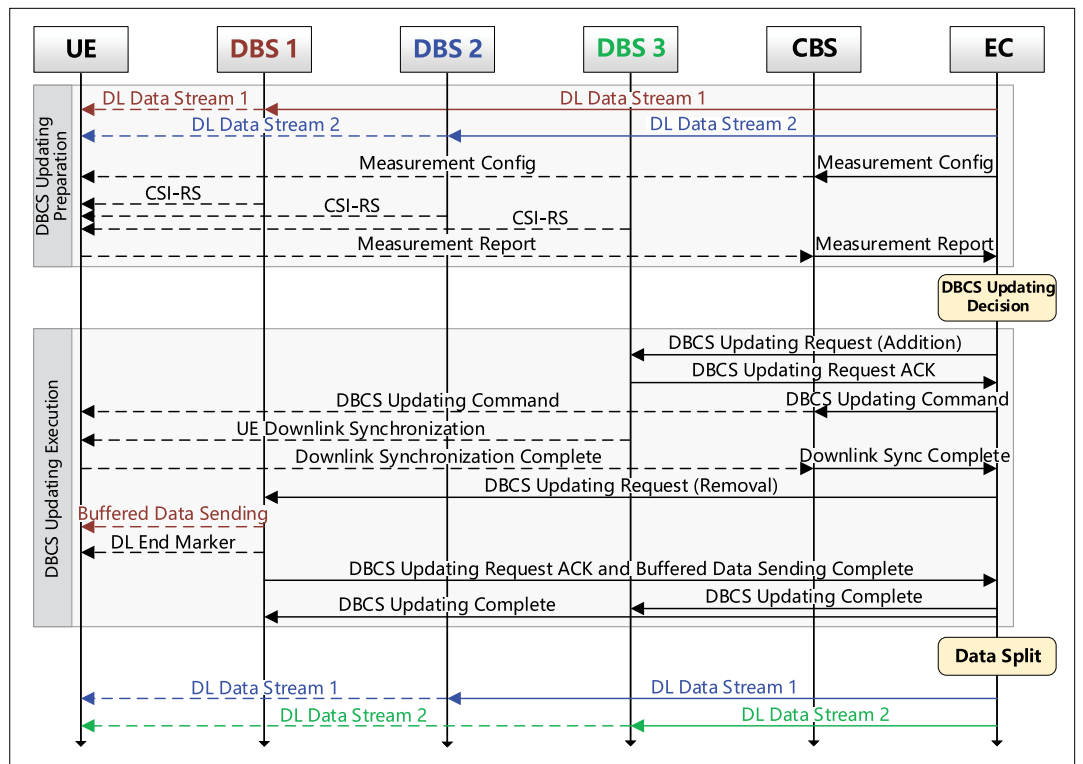 UE DBS 1 DBS 2 DBS 3 CBS EC
DBCS Updating
Preparation
DL Data Stream 1 DL Data Stream 1
DL Data Stream 2 DL Data Stream 2
Measurement Config Measurement Config
CSI-RS
CSI-RS
CSI-RS
Measurement Report Measurement Report
DBCS Updating
Decision
DBCS Updating Execution
DBCS Updating Request (Addition)
DBCS Updating Request ACK
DBCS Updating Command DBCS Updating Command
UE Downlink Synchronization
Downlink Synchronization Complete Downlink Sync Complete
DBCS Updating Request (Removal)
Buffered Data Sending
DL End Marker
DBCS Updating Request ACK and Buffered Data Sending Complete
DBCS Updating Complete
DBCS Updating Complete
Data Split
DL Data Stream 1 DL Data Stream 1
DL Data Stream 2 DL Data Stream 2